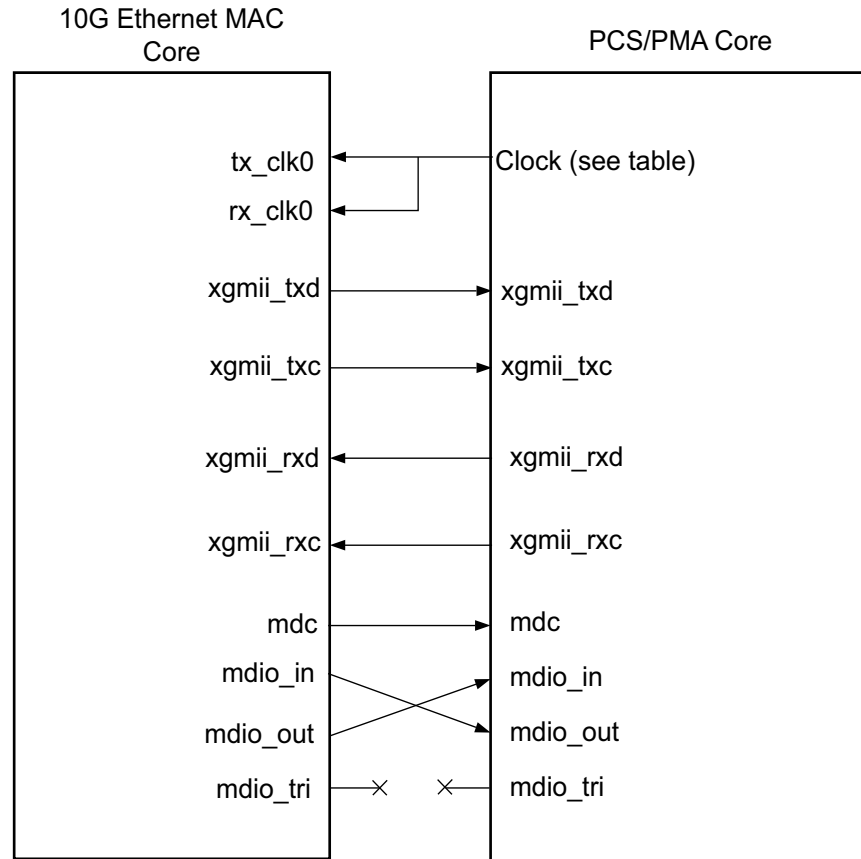 10G Ethernet MAC
Core
PCS/PMA Core
tx_clk0
Clock (see table)
rx_clk0
xgmii_txd
xgmii_txd
xgmii_txc
xgmii_txc
xgmii_rxd
xgmii_rxd
xgmii_rxc
xgmii_rxc
mdc
mdc
mdio_in
mdio_in
mdio_out
mdio_out
mdio_tri
mdio_tri